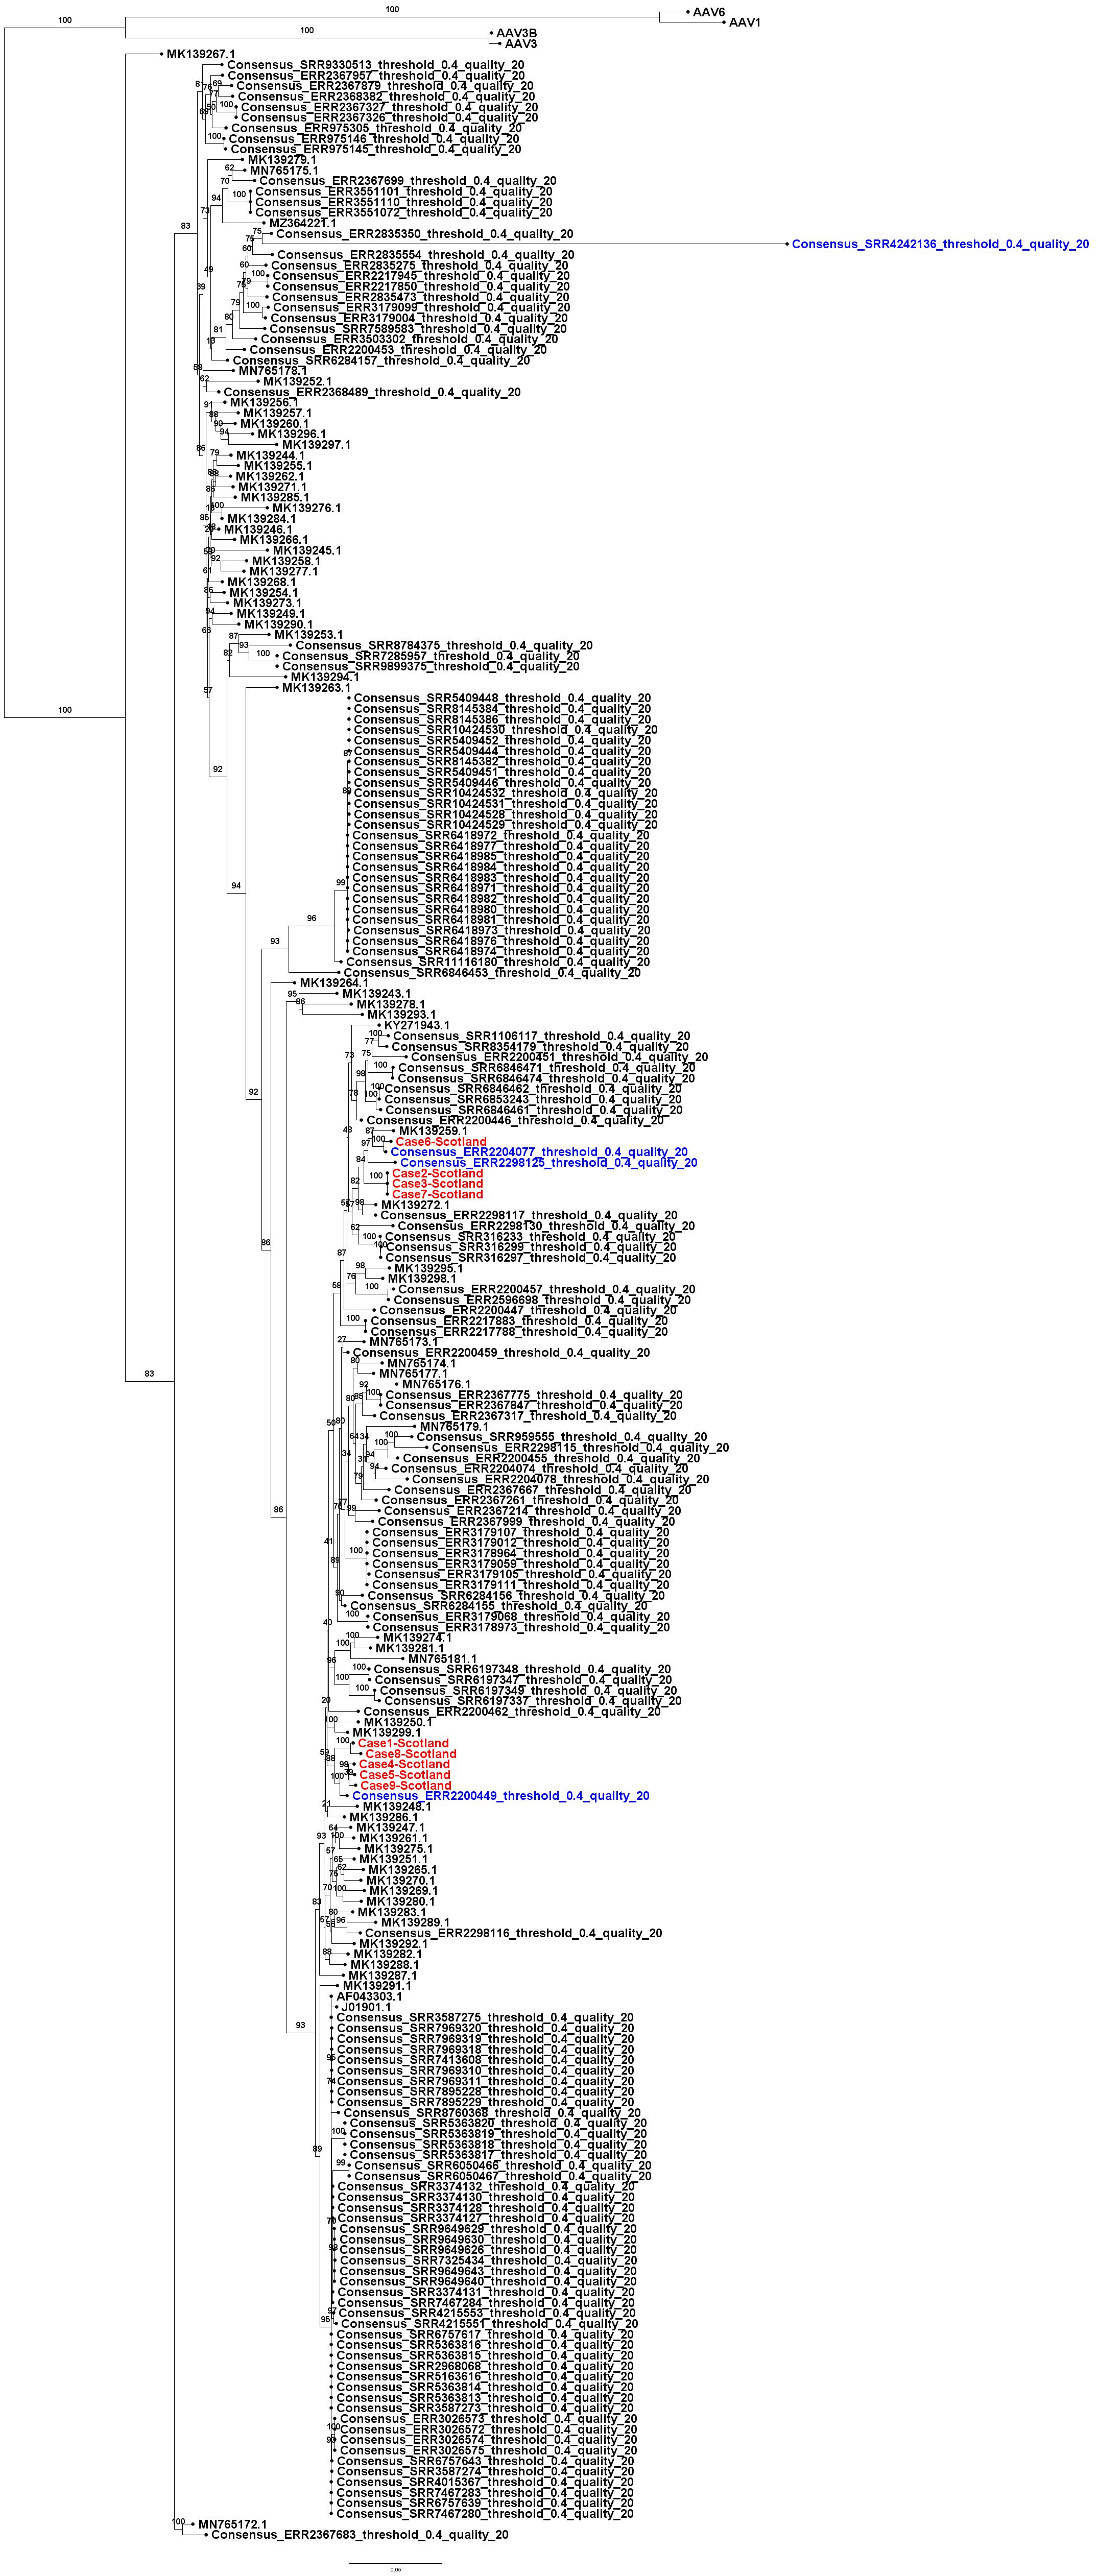 100
AAV6
AAV1
100
100
AAV3B
AAV3
MK139267.1
Consensus_SRR9330513_threshold_0.4_quality_20
Consensus_ERR2367957_threshold_0.4_quality_20
Consensus_ERR2367879_threshold_0.4_quality_20
Consensus_ERR2368382_threshold_0.4_quality_20
Consensus_ERR2367327_threshold_0.4_quality_20
Consensus_ERR2367326_threshold_0.4_quality_20
Consensus_ERR975305_threshold_0.4_quality_20
Consensus_ERR975146_threshold_0.4_quality_20
Consensus_ERR975145_threshold_0.4_quality_20
MK139279.1
MN765175.1
Consensus_ERR2367699_threshold_0.4_quality_20
Consensus_ERR3551101_threshold_0.4_quality_20
Consensus_ERR3551110_threshold_0.4_quality_20
Consensus_ERR3551072_threshold_0.4_quality_20
MZ364221.1
Consensus_ERR2835350_threshold_0.4_quality_20
Consensus_SRR4242136_threshold_0.4_quality_20
Consensus_ERR2835554_threshold_0.4_quality_20
Consensus_ERR2835275_threshold_0.4_quality_20
Consensus_ERR2217945_threshold_0.4_quality_20
Consensus_ERR2217850_threshold_0.4_quality_20
Consensus_ERR2835473_threshold_0.4_quality_20
Consensus_ERR3179099_threshold_0.4_quality_20
Consensus_ERR3179004_threshold_0.4_quality_20
Consensus_SRR7589583_threshold_0.4_quality_20
Consensus_ERR3503302_threshold_0.4_quality_20
Consensus_ERR2200453_threshold_0.4_quality_20
Consensus_SRR6284157_threshold_0.4_quality_20
MN765178.1
MK139252.1
Consensus_ERR2368489_threshold_0.4_quality_20
MK139256.1
MK139257.1
MK139260.1
MK139296.1
MK139297.1
MK139244.1
MK139255.1
MK139262.1
MK139271.1
MK139285.1
MK139276.1
MK139284.1
MK139246.1
MK139266.1
MK139245.1
MK139258.1
MK139277.1
MK139268.1
MK139254.1
MK139273.1
MK139249.1
MK139290.1
MK139253.1
Consensus_SRR8784375_threshold_0.4_quality_20
Consensus_SRR7285957_threshold_0.4_quality_20
Consensus_SRR9899375_threshold_0.4_quality_20
MK139294.1
MK139263.1
Consensus_SRR5409448_threshold_0.4_quality_20
Consensus_SRR8145384_threshold_0.4_quality_20
Consensus_SRR8145386_threshold_0.4_quality_20
Consensus_SRR10424530_threshold_0.4_quality_20
Consensus_SRR5409452_threshold_0.4_quality_20
Consensus_SRR5409444_threshold_0.4_quality_20
Consensus_SRR8145382_threshold_0.4_quality_20
Consensus_SRR5409451_threshold_0.4_quality_20
Consensus_SRR5409446_threshold_0.4_quality_20
Consensus_SRR10424532_threshold_0.4_quality_20
Consensus_SRR10424531_threshold_0.4_quality_20
Consensus_SRR10424528_threshold_0.4_quality_20
Consensus_SRR10424529_threshold_0.4_quality_20
Consensus_SRR6418972_threshold_0.4_quality_20
Consensus_SRR6418977_threshold_0.4_quality_20
Consensus_SRR6418985_threshold_0.4_quality_20
Consensus_SRR6418984_threshold_0.4_quality_20
Consensus_SRR6418983_threshold_0.4_quality_20
Consensus_SRR6418971_threshold_0.4_quality_20
Consensus_SRR6418982_threshold_0.4_quality_20
Consensus_SRR6418980_threshold_0.4_quality_20
Consensus_SRR6418981_threshold_0.4_quality_20
Consensus_SRR6418973_threshold_0.4_quality_20
Consensus_SRR6418976_threshold_0.4_quality_20
Consensus_SRR6418974_threshold_0.4_quality_20
Consensus_SRR11116180_threshold_0.4_quality_20
Consensus_SRR6846453_threshold_0.4_quality_20
MK139264.1
MK139243.1
MK139278.1
MK139293.1
KY271943.1
Consensus_SRR1106117_threshold_0.4_quality_20
Consensus_SRR8354179_threshold_0.4_quality_20
Consensus_ERR2200451_threshold_0.4_quality_20
Consensus_SRR6846471_threshold_0.4_quality_20
Consensus_SRR6846474_threshold_0.4_quality_20
Consensus_SRR6846462_threshold_0.4_quality_20
Consensus_SRR6853243_threshold_0.4_quality_20
Consensus_SRR6846461_threshold_0.4_quality_20
Consensus_ERR2200446_threshold_0.4_quality_20
MK139259.1
Case6-Scotland
Consensus_ERR2204077_threshold_0.4_quality_20
Consensus_ERR2298125_threshold_0.4_quality_20
Case2-Scotland
Case3-Scotland
Case7-Scotland
MK139272.1
Consensus_ERR2298117_threshold_0.4_quality_20
Consensus_ERR2298130_threshold_0.4_quality_20
Consensus_SRR316233_threshold_0.4_quality_20
Consensus_SRR316299_threshold_0.4_quality_20
Consensus_SRR316297_threshold_0.4_quality_20
MK139295.1
MK139298.1
Consensus_ERR2200457_threshold_0.4_quality_20
Consensus_ERR2596698_threshold_0.4_quality_20
Consensus_ERR2200447_threshold_0.4_quality_20
Consensus_ERR2217883_threshold_0.4_quality_20
Consensus_ERR2217788_threshold_0.4_quality_20
MN765173.1
Consensus_ERR2200459_threshold_0.4_quality_20
MN765174.1
MN765177.1
MN765176.1
Consensus_ERR2367775_threshold_0.4_quality_20
Consensus_ERR2367847_threshold_0.4_quality_20
Consensus_ERR2367317_threshold_0.4_quality_20
MN765179.1
Consensus_SRR959555_threshold_0.4_quality_20
Consensus_ERR2298115_threshold_0.4_quality_20
Consensus_ERR2200455_threshold_0.4_quality_20
Consensus_ERR2204074_threshold_0.4_quality_20
Consensus_ERR2204078_threshold_0.4_quality_20
Consensus_ERR2367667_threshold_0.4_quality_20
Consensus_ERR2367261_threshold_0.4_quality_20
Consensus_ERR2367214_threshold_0.4_quality_20
Consensus_ERR2367999_threshold_0.4_quality_20
Consensus_ERR3179107_threshold_0.4_quality_20
Consensus_ERR3179012_threshold_0.4_quality_20
Consensus_ERR3178964_threshold_0.4_quality_20
Consensus_ERR3179059_threshold_0.4_quality_20
Consensus_ERR3179105_threshold_0.4_quality_20
Consensus_ERR3179111_threshold_0.4_quality_20
Consensus_SRR6284156_threshold_0.4_quality_20
Consensus_SRR6284155_threshold_0.4_quality_20
Consensus_ERR3179068_threshold_0.4_quality_20
Consensus_ERR3178973_threshold_0.4_quality_20
MK139274.1
MK139281.1
MN765181.1
Consensus_SRR6197348_threshold_0.4_quality_20
Consensus_SRR6197347_threshold_0.4_quality_20
Consensus_SRR6197349_threshold_0.4_quality_20
Consensus_SRR6197337_threshold_0.4_quality_20
Consensus_ERR2200462_threshold_0.4_quality_20
MK139250.1
MK139299.1
Case1-Scotland
Case8-Scotland
Case4-Scotland
Case5-Scotland
Case9-Scotland
Consensus_ERR2200449_threshold_0.4_quality_20
MK139248.1
MK139286.1
MK139247.1
MK139261.1
MK139275.1
MK139251.1
MK139265.1
MK139270.1
MK139269.1
MK139280.1
MK139283.1
MK139289.1
Consensus_ERR2298116_threshold_0.4_quality_20
MK139292.1
MK139282.1
MK139288.1
MK139287.1
MK139291.1
AF043303.1
J01901.1
Consensus_SRR3587275_threshold_0.4_quality_20
Consensus_SRR7969320_threshold_0.4_quality_20
Consensus_SRR7969319_threshold_0.4_quality_20
Consensus_SRR7969318_threshold_0.4_quality_20
Consensus_SRR7413608_threshold_0.4_quality_20
Consensus_SRR7969310_threshold_0.4_quality_20
Consensus_SRR7969311_threshold_0.4_quality_20
Consensus_SRR7895228_threshold_0.4_quality_20
Consensus_SRR7895229_threshold_0.4_quality_20
Consensus_SRR8760368_threshold_0.4_quality_20
Consensus_SRR5363820_threshold_0.4_quality_20
Consensus_SRR5363819_threshold_0.4_quality_20
Consensus_SRR5363818_threshold_0.4_quality_20
Consensus_SRR5363817_threshold_0.4_quality_20
Consensus_SRR6050466_threshold_0.4_quality_20
Consensus_SRR6050467_threshold_0.4_quality_20
Consensus_SRR3374132_threshold_0.4_quality_20
Consensus_SRR3374130_threshold_0.4_quality_20
Consensus_SRR3374128_threshold_0.4_quality_20
Consensus_SRR3374127_threshold_0.4_quality_20
Consensus_SRR9649629_threshold_0.4_quality_20
Consensus_SRR9649630_threshold_0.4_quality_20
Consensus_SRR9649626_threshold_0.4_quality_20
Consensus_SRR7325434_threshold_0.4_quality_20
Consensus_SRR9649643_threshold_0.4_quality_20
Consensus_SRR9649640_threshold_0.4_quality_20
Consensus_SRR3374131_threshold_0.4_quality_20
Consensus_SRR7467284_threshold_0.4_quality_20
Consensus_SRR4215553_threshold_0.4_quality_20
Consensus_SRR4215551_threshold_0.4_quality_20
Consensus_SRR6757617_threshold_0.4_quality_20
Consensus_SRR5363816_threshold_0.4_quality_20
Consensus_SRR5363815_threshold_0.4_quality_20
Consensus_SRR2968068_threshold_0.4_quality_20
Consensus_SRR5163616_threshold_0.4_quality_20
Consensus_SRR5363814_threshold_0.4_quality_20
Consensus_SRR5363813_threshold_0.4_quality_20
Consensus_SRR3587273_threshold_0.4_quality_20
Consensus_ERR3026573_threshold_0.4_quality_20
Consensus_ERR3026572_threshold_0.4_quality_20
Consensus_ERR3026574_threshold_0.4_quality_20
Consensus_ERR3026575_threshold_0.4_quality_20
Consensus_SRR6757643_threshold_0.4_quality_20
Consensus_SRR3587274_threshold_0.4_quality_20
Consensus_SRR4015367_threshold_0.4_quality_20
Consensus_SRR7467283_threshold_0.4_quality_20
Consensus_SRR6757639_threshold_0.4_quality_20
Consensus_SRR7467280_threshold_0.4_quality_20
MN765172.1
Consensus_ERR2367683_threshold_0.4_quality_20
0.05